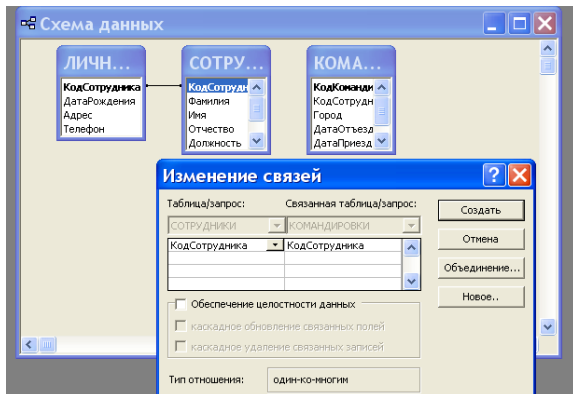 Схема данных
ЛИЧН...
СОТРУ...
КОМА...
КодСотрудника
ДатаРождения
Адрес
Телефон
КодСотрудн
Фамилия
Имя
Отчество
Должность
КодКоманди
КодСотрудн
Город
ДатаОтъезд
ДатаПриезд
Изменение связей
Таблица/запрос:
Связанная таблица/запрос:
СОТРУДНИКИ
КОМАНДИРОВКИ
КодСотрудника
КодСотрудника
Обеспечение целостности данных
каскадное обновление связанных полей
каскадное удаление связанных записей
Тип отношения:
один-ко-многим
Создать
Отмена
Объединение...
Новое..